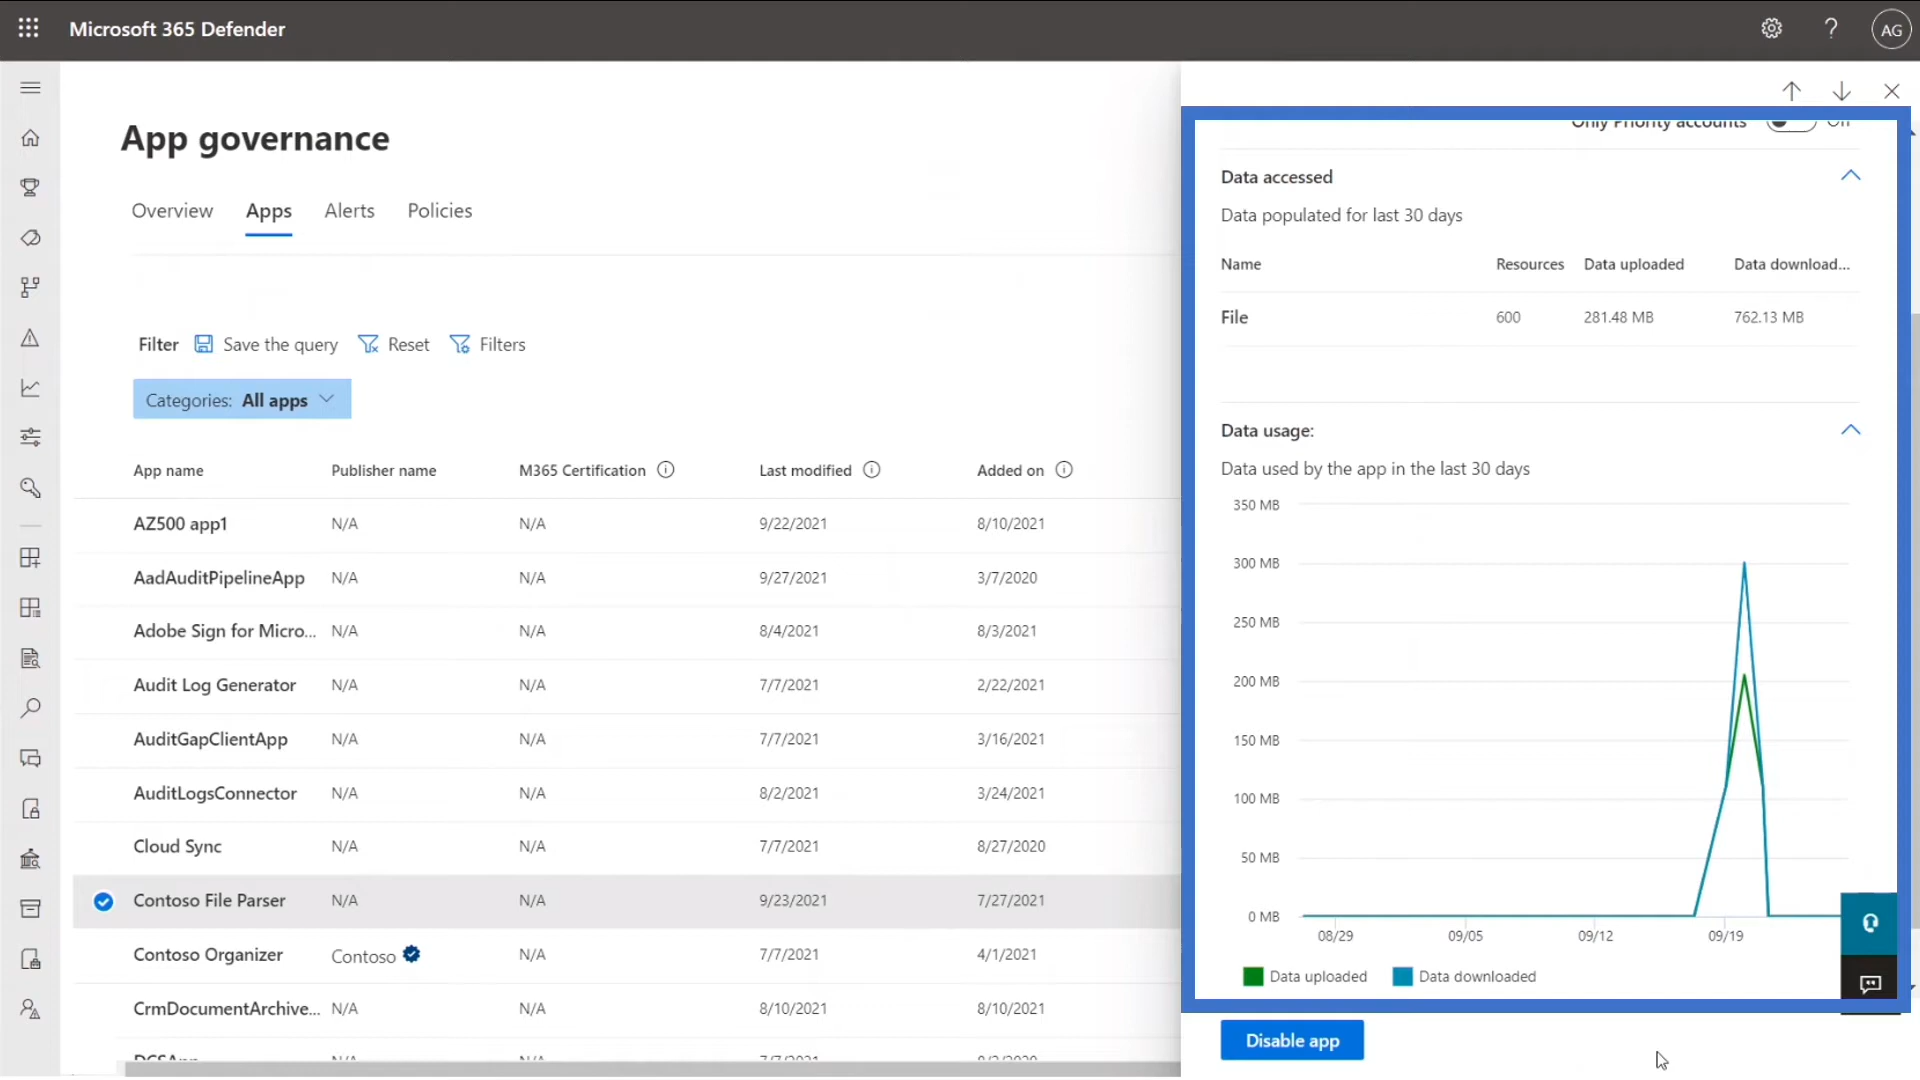 Microsoft 365 Defender
AG
App governance
Overview Apps Alerts Policies
Filter Save the query Reset Filters
Categories: All apps
App name Publisher name M365 Certification Last modified Added on
AZ500 app1 N/A N/A 9/22/2021 8/10/2021
AadAuditPipelineApp N/A N/A 9/27/2021 3/7/2020
Adobe Sign for Micro... N/A N/A 8/4/2021 8/3/2021
Audit Log Generator N/A N/A 7/7/2021 2/22/2021
AuditGapClientApp N/A N/A 7/7/2021 3/16/2021
AuditLogsConnector N/A N/A 8/2/2021 3/24/2021
Cloud Sync N/A N/A 7/7/2021 8/27/2020
Contoso File Parser N/A N/A 9/23/2021 7/27/2021
Contoso Organizer Contoso N/A 7/7/2021 4/1/2021
CrmDocumentArchive... N/A N/A 8/10/2021 8/10/2021
N/A N/A 7/7/2021
Only Priority accounts Off
Data accessed
Data populated for last 30 days
Name Resources Data uploaded Data download...
File 600 281.48 MB 762.13 MB
Data usage:
Data used by the app in the last 30 days
350 MB
300 MB
250 MB
200 MB
150 MB
100 MB
50 MB
0 MB
08/29 09/05 09/12 09/19
Data uploaded Data downloaded
Disable app